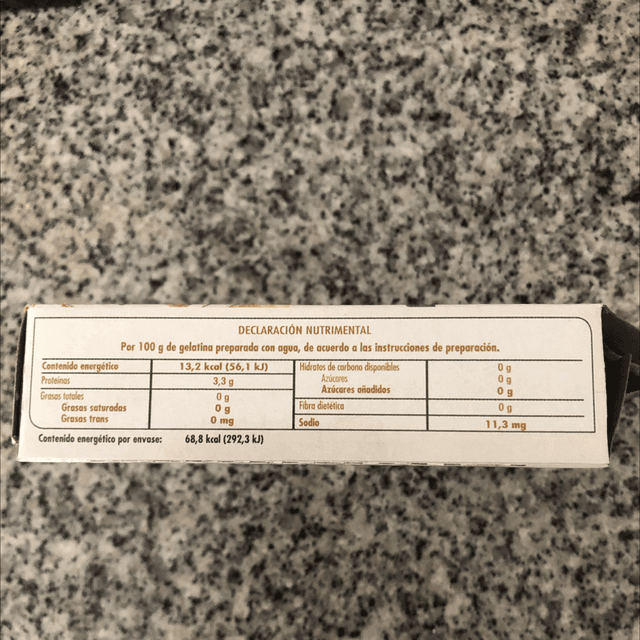 DECLARACIÓN NUTRIMENTAL
Por 100 g de gelatina preparada con agua, de acuerdo a las instrucciones de preparación.
Contenido energético 13,2 kcal (56,1 kJ)
Proteínas 3,3 g
Grasas totales 0 g
Grasas saturadas 0 g
Grasas trans 0 mg
Hidratos de carbono disponibles 0 g
Azúcares 0 g
Azúcares añadidos 0 g
Fibra dietética 0 g
Sodio 11,3 mg
Contenido energético por envase: 68,8 kcal (292,3 kJ)